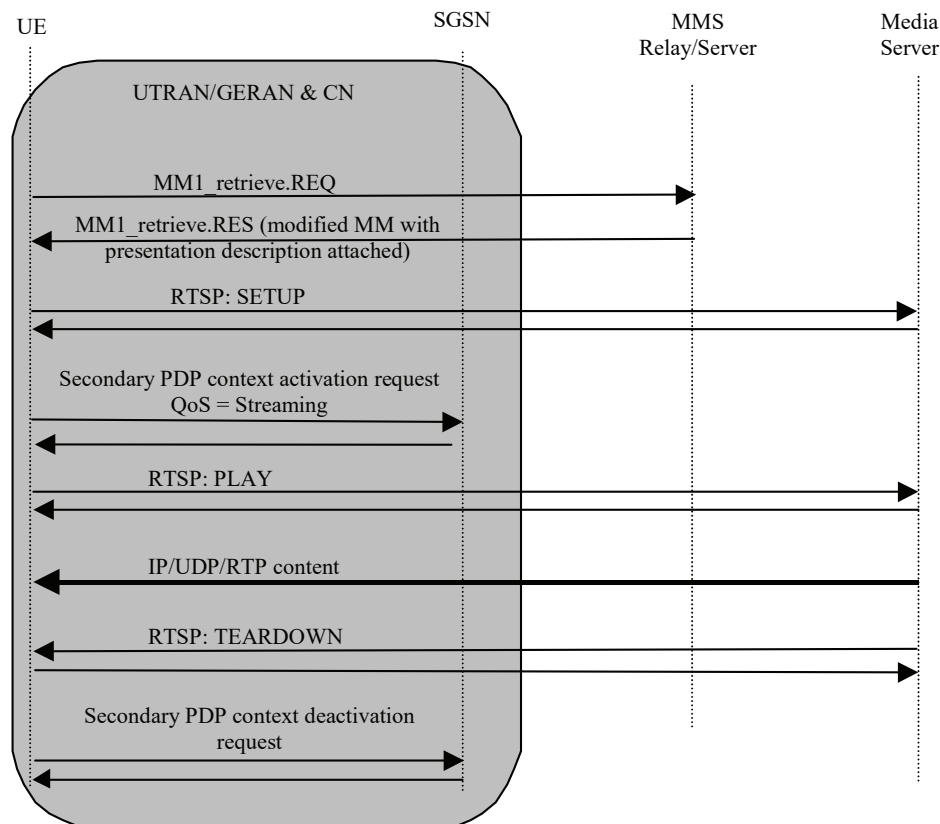 UE
SGSN
MMS
Relay/Server
Media
Server
UTRAN/GERAN & CN
MM1_retrieve.REQ
MM1_retrieve.RES (modified MM with
presentation description attached)
RTSP: SETUP
Secondary PDP context activation request
QoS = Streaming
RTSP: PLAY
IP/UDP/RTP content
RTSP: TEARDOWN
Secondary PDP context deactivation
request